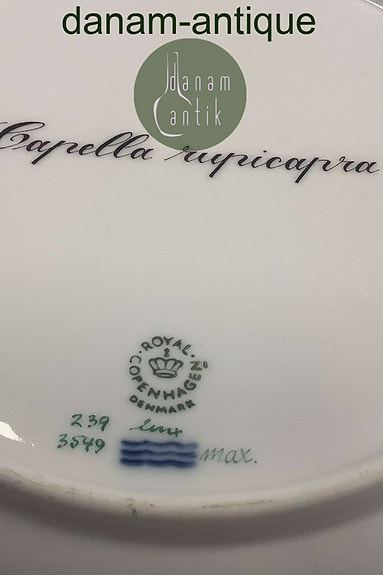 danam-antique
danam
antik
Capella rupicapra
ROYAL
COPENHAGEN
DENMARK
239
3549
max.